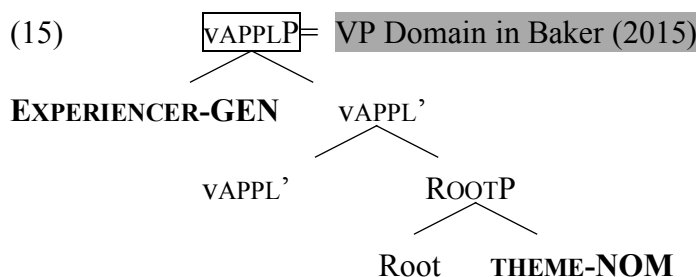 (15) vAPPLP= VP Domain in Baker (2015)
EXPERIENCER-GEN vAPPL’
vAPPL’ ROOTP
Root THEME-NOM